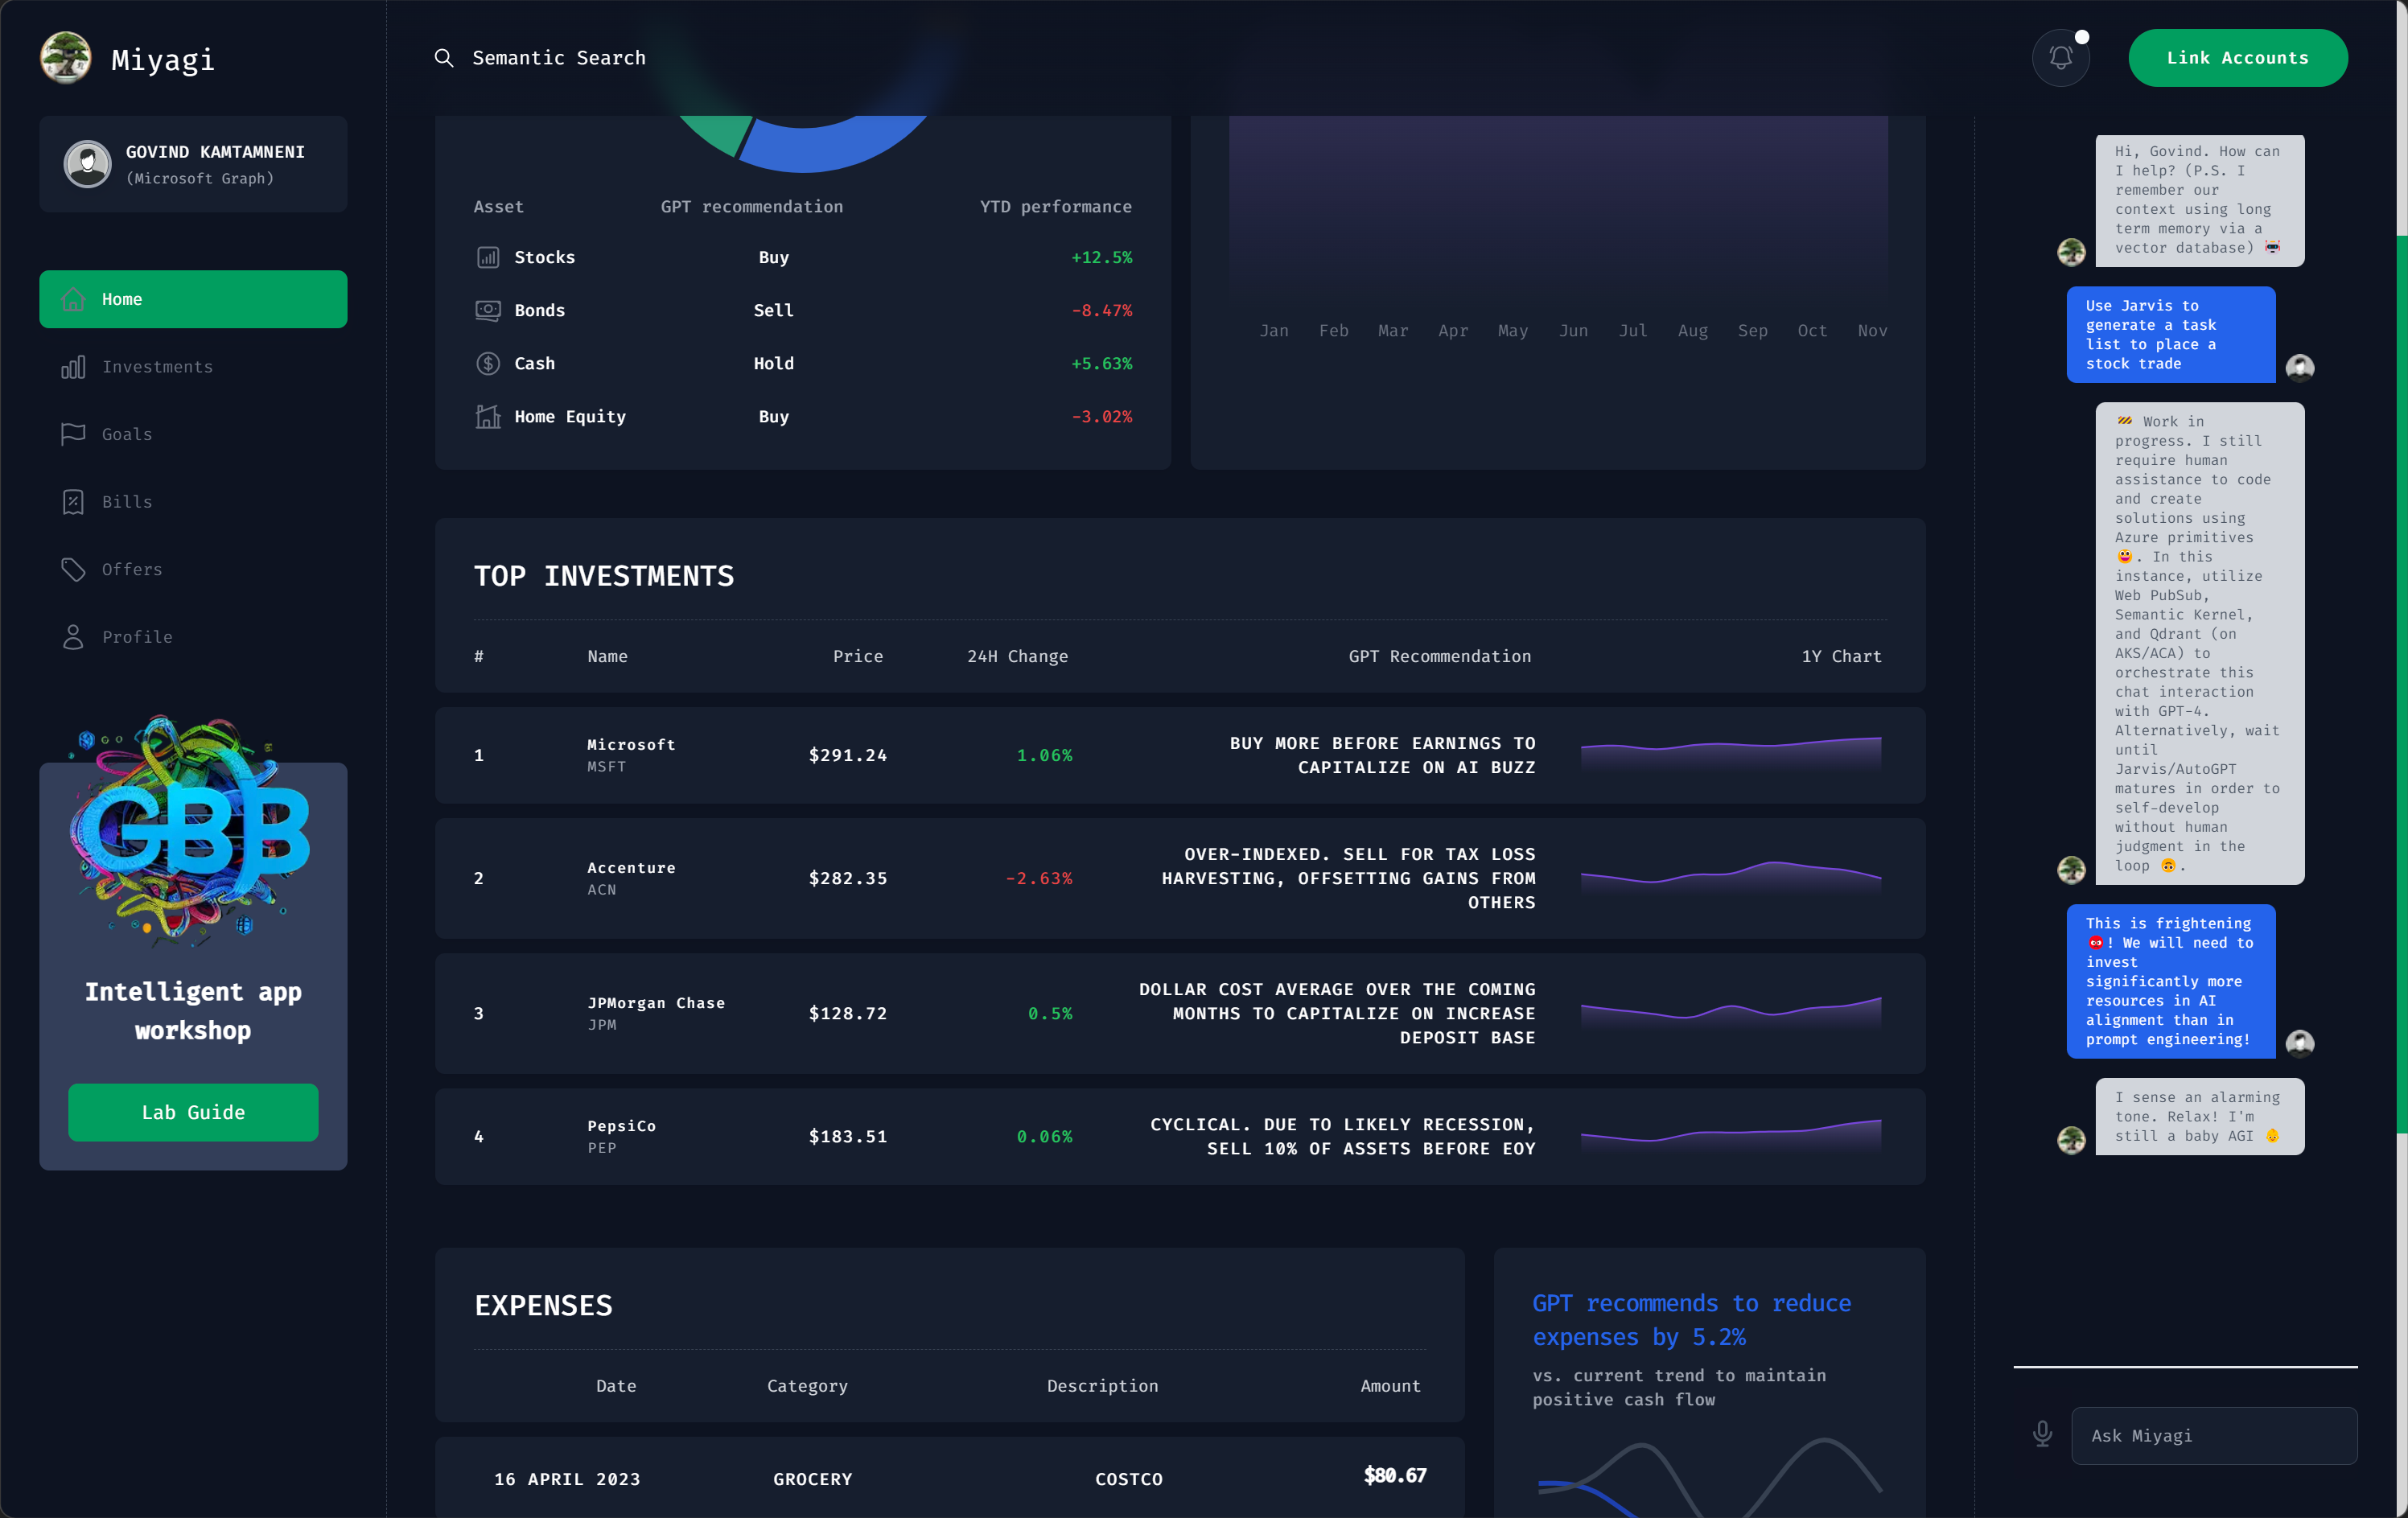 Miyagi
Semantic Search
Link Accounts
GOVIND KAMTAMNENI
(Microsoft Graph)
Home
Investments
Goals
Bills
Offers
Profile
GBB
Intelligent app
workshop
Lab Guide
Asset GPT recommendation YTD performance
Stocks Buy +12.5%
Bonds Sell -8.47%
Cash Hold +5.63%
Home Equity Buy -3.02%
Jan Feb Mar Apr May Jun Jul Aug Sep Oct Nov
TOP INVESTMENTS
# Name Price 24H Change GPT Recommendation 1Y Chart
1 Microsoft MSFT $291.24 1.06% BUY MORE BEFORE EARNINGS TO
CAPITALIZE ON AI BUZZ
2 Accenture ACN $282.35 -2.63% OVER-INDEXED. SELL FOR TAX LOSS
HARVESTING, OFFSETTING GAINS FROM
OTHERS
3 JPMorgan Chase JPM $128.72 0.5% DOLLAR COST AVERAGE OVER THE COMING
MONTHS TO CAPITALIZE ON INCREASE
DEPOSIT BASE
4 PepsiCo PEP $183.51 0.06% CYCLICAL. DUE TO LIKELY RECESSION,
SELL 10% OF ASSETS BEFORE EOY
EXPENSES
Date Category Description Amount
16 APRIL 2023 GROCERY COSTCO $80.67
GPT recommends to reduce
expenses by 5.2%
vs. current trend to maintain
positive cash flow
Hi, Govind. How can
I help? (P.S. I
remember our
context using long
term memory via a
vector database)
Use Jarvis to
generate a task
list to place a
stock trade
🚧 Work in
progress. I still
require human
assistance to code
and create
solutions using
Azure primitives
😀. In this
instance, utilize
Web PubSub,
Semantic Kernel,
and Qdrant (on
AKS/ACA) to
orchestrate this
chat interaction
with GPT-4.
Alternatively, wait
until
Jarvis/AutoGPT
matures in order to
self-develop
without human
judgment in the
loop 🙃.
This is frightening
! We will need to
invest
significantly more
resources in AI
alignment than in
prompt engineering!
I sense an alarming
tone. Relax! I'm
still a baby AGI 👶
Ask Miyagi